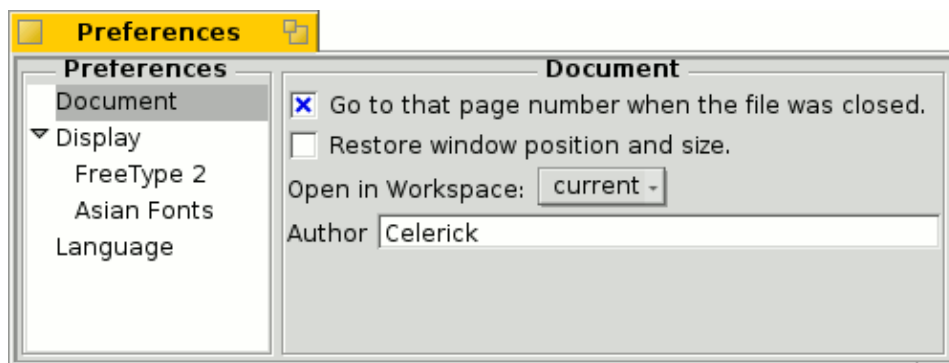 Preferences
Preferences
Document
Display
FreeType 2
Asian Fonts
Language
Document
Go to that page number when the file was closed.
Restore window position and size.
Open in Workspace: current
Author Celerick